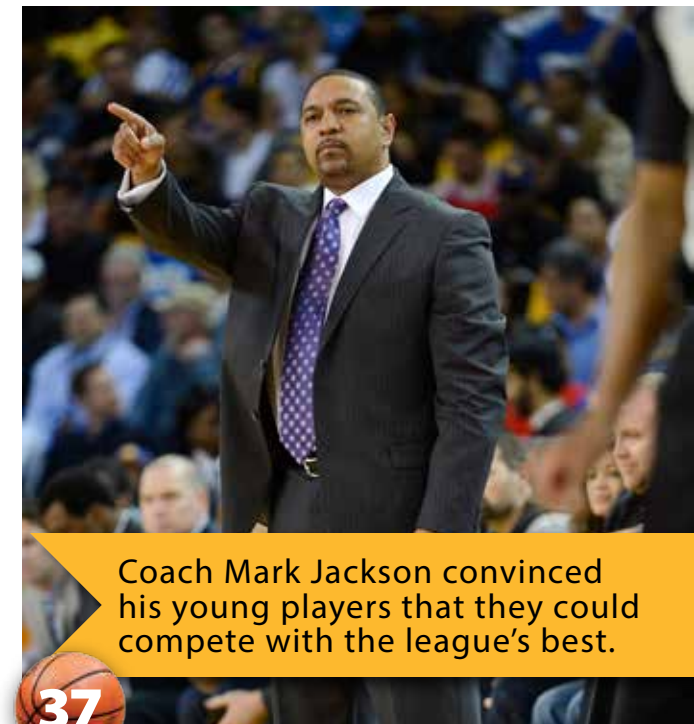 Coach Mark Jackson convinced
his young players that they could
compete with the league’s best.
37